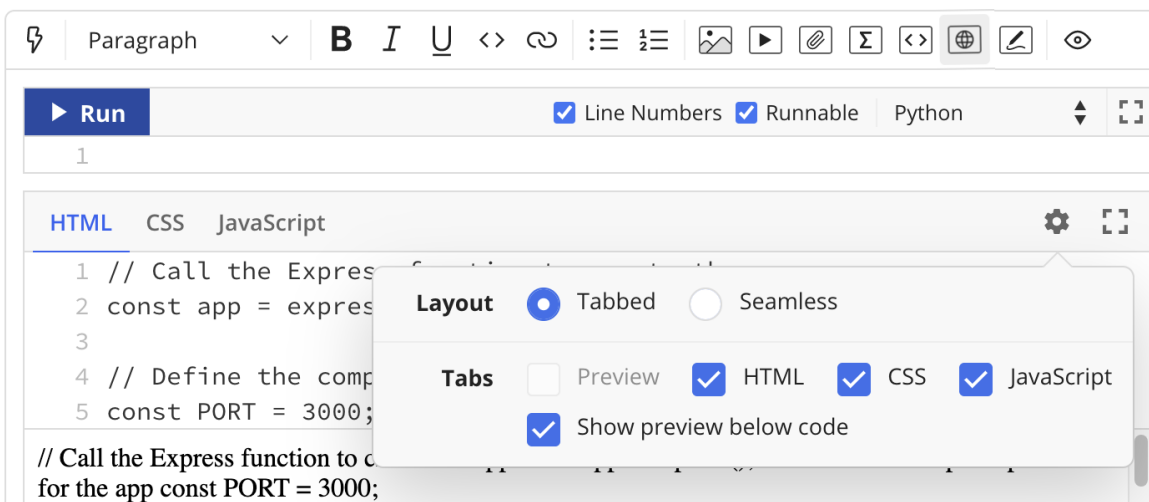 Paragraph B I U
Run Line Numbers Runnable Python
1
HTML CSS JavaScript
1 // Call the Express
2 const app = expres
3
4 // Define the comp
5 const PORT = 3000;
Layout Tabbed Seamless
Tabs Preview HTML CSS JavaScript
Show preview below code
// Call the Express function to c
for the app const PORT = 3000;